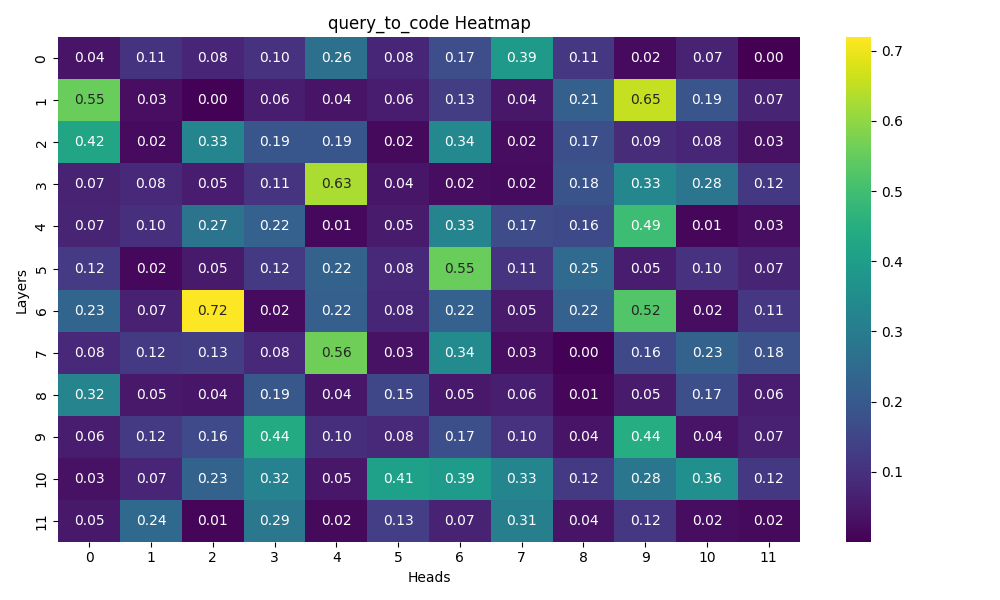 query_to_code Heatmap
0 0.04 0.11 0.08 0.10 0.26 0.08 0.17 0.39 0.11 0.02 0.07 0.00
1 0.55 0.03 0.00 0.06 0.04 0.06 0.13 0.04 0.21 0.65 0.19 0.07
2 0.42 0.02 0.33 0.19 0.19 0.02 0.34 0.02 0.17 0.09 0.08 0.03
3 0.07 0.08 0.05 0.11 0.63 0.04 0.02 0.02 0.18 0.33 0.28 0.12
4 0.07 0.10 0.27 0.22 0.01 0.05 0.33 0.17 0.16 0.49 0.01 0.03
5 0.12 0.02 0.05 0.12 0.22 0.08 0.55 0.11 0.25 0.05 0.10 0.07
6 0.23 0.07 0.72 0.02 0.22 0.08 0.22 0.05 0.22 0.52 0.02 0.11
7 0.08 0.12 0.13 0.08 0.56 0.03 0.34 0.03 0.00 0.16 0.23 0.18
8 0.32 0.05 0.04 0.19 0.04 0.15 0.05 0.06 0.01 0.05 0.17 0.06
9 0.06 0.12 0.16 0.44 0.10 0.08 0.17 0.10 0.04 0.44 0.04 0.07
10 0.03 0.07 0.23 0.32 0.05 0.41 0.39 0.33 0.12 0.28 0.36 0.12
11 0.05 0.24 0.01 0.29 0.02 0.13 0.07 0.31 0.04 0.12 0.02 0.02
0 1 2 3 4 5 6 7 8 9 10 11
Heads
Layers
0.7
0.6
0.5
0.4
0.3
0.2
0.1